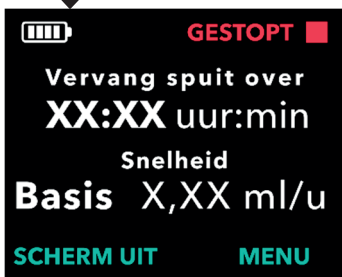 GESTOPT
Vervang spuit over
XX:XX uur:min
Snelheid
Basis X,XX ml/u
SCHERM UIT MENU